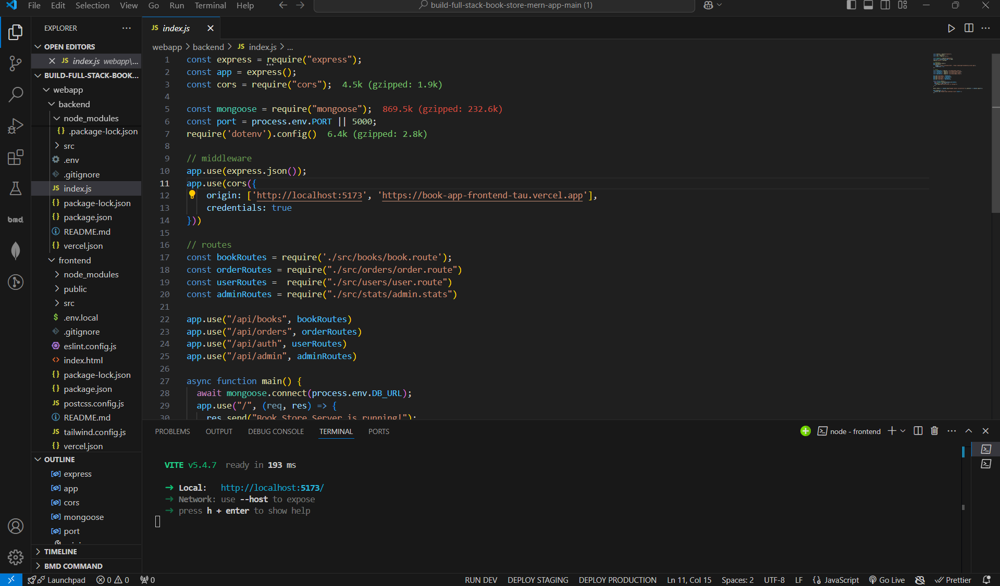 File Edit Selection View Go Run Terminal Help
build-full-stack-book-store-mern-app-main (1)
EXPLORER
OPEN EDITORS
JS index.js webapp\...
BUILD-FULL-STACK-BOOK...
webapp
backend
node_modules
{} .package-lock.json
src
.env
.gitignore
JS index.js
{} package-lock.json
{} package.json
README.md
{} vercel.json
frontend
node_modules
public
src
$ .env.local
.gitignore
eslint.config.js
<> index.html
{} package-lock.json
{} package.json
JS postcss.config.js
README.md
JS tailwind.config.js
{} vercel.json
OUTLINE
express
app
cors
mongoose
port
TIMELINE
BMD COMMAND
bmd.
JS index.js
webapp > backend > JS index.js > ...
1 const express = require("express");
2 const app = express();
3 const cors = require("cors"); 4.5k (gzipped: 1.9k)
4
5 const mongoose = require("mongoose"); 869.5k (gzipped: 232.6k)
6 const port = process.env.PORT || 5000;
7 require('dotenv').config() 6.4k (gzipped: 2.8k)
8
9 // middleware
10 app.use(express.json());
11 app.use(cors({
12 origin: ['http://localhost:5173', 'https://book-app-frontend-tau.vercel.app'],
13 credentials: true
14 }))
15
16 // routes
17 const bookRoutes = require('./src/books/book.route');
18 const orderRoutes = require("./src/orders/order.route")
19 const userRoutes =  require("./src/users/user.route")
20 const adminRoutes = require("./src/stats/admin.stats")
21
22 app.use("/api/books", bookRoutes)
23 app.use("/api/orders", orderRoutes)
24 app.use("/api/auth", userRoutes)
25 app.use("/api/admin", adminRoutes)
26
27 async function main() {
28 await mongoose.connect(process.env.DB_URL);
29 app.use("/", (req, res) => {
30 res.send("Book Store Server is running!");
PROBLEMS OUTPUT DEBUG CONSOLE TERMINAL PORTS
node - frontend
VITE v5.4.7 ready in 193 ms
➜ Local: http://localhost:5173/
➜ Network: use --host to expose
➜ press h + enter to show help
Launchpad 0 0 0
RUN DEV DEPLOY STAGING DEPLOY PRODUCTION Ln 11, Col 15 Spaces: 2 UTF-8 LF {} JavaScript Go Live Prettier